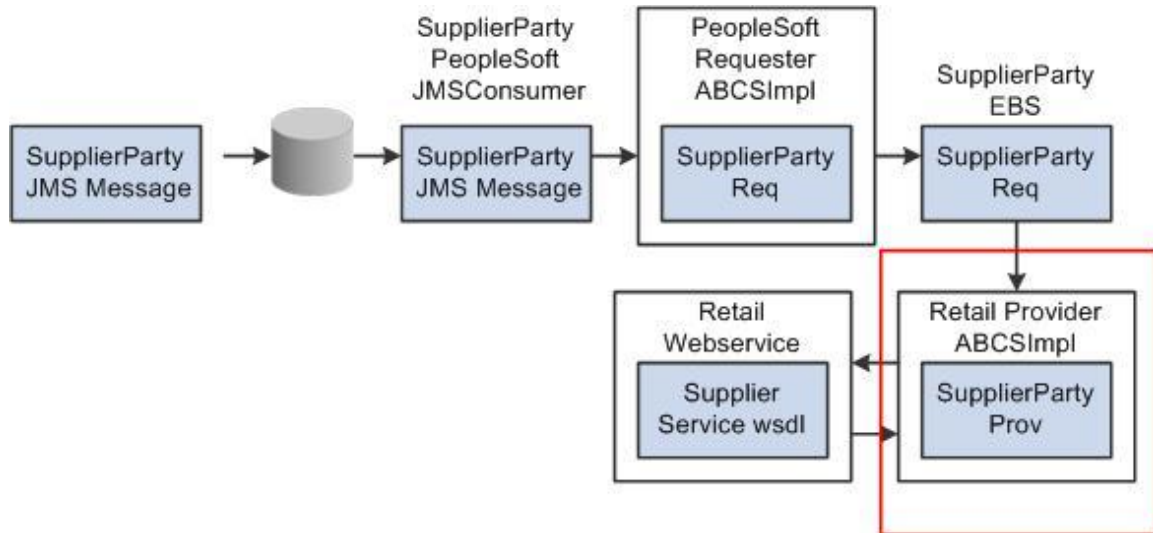 SupplierParty
PeopleSoft
JMSConsumer
PeopleSoft
Requester
ABCSImpl
SupplierParty
EBS
SupplierParty
JMS Message
SupplierParty
JMS Message
SupplierParty
Req
SupplierParty
Req
Retail
Webservice
Supplier
Service wsdl
Retail Provider
ABCSImpl
SupplierParty
Prov